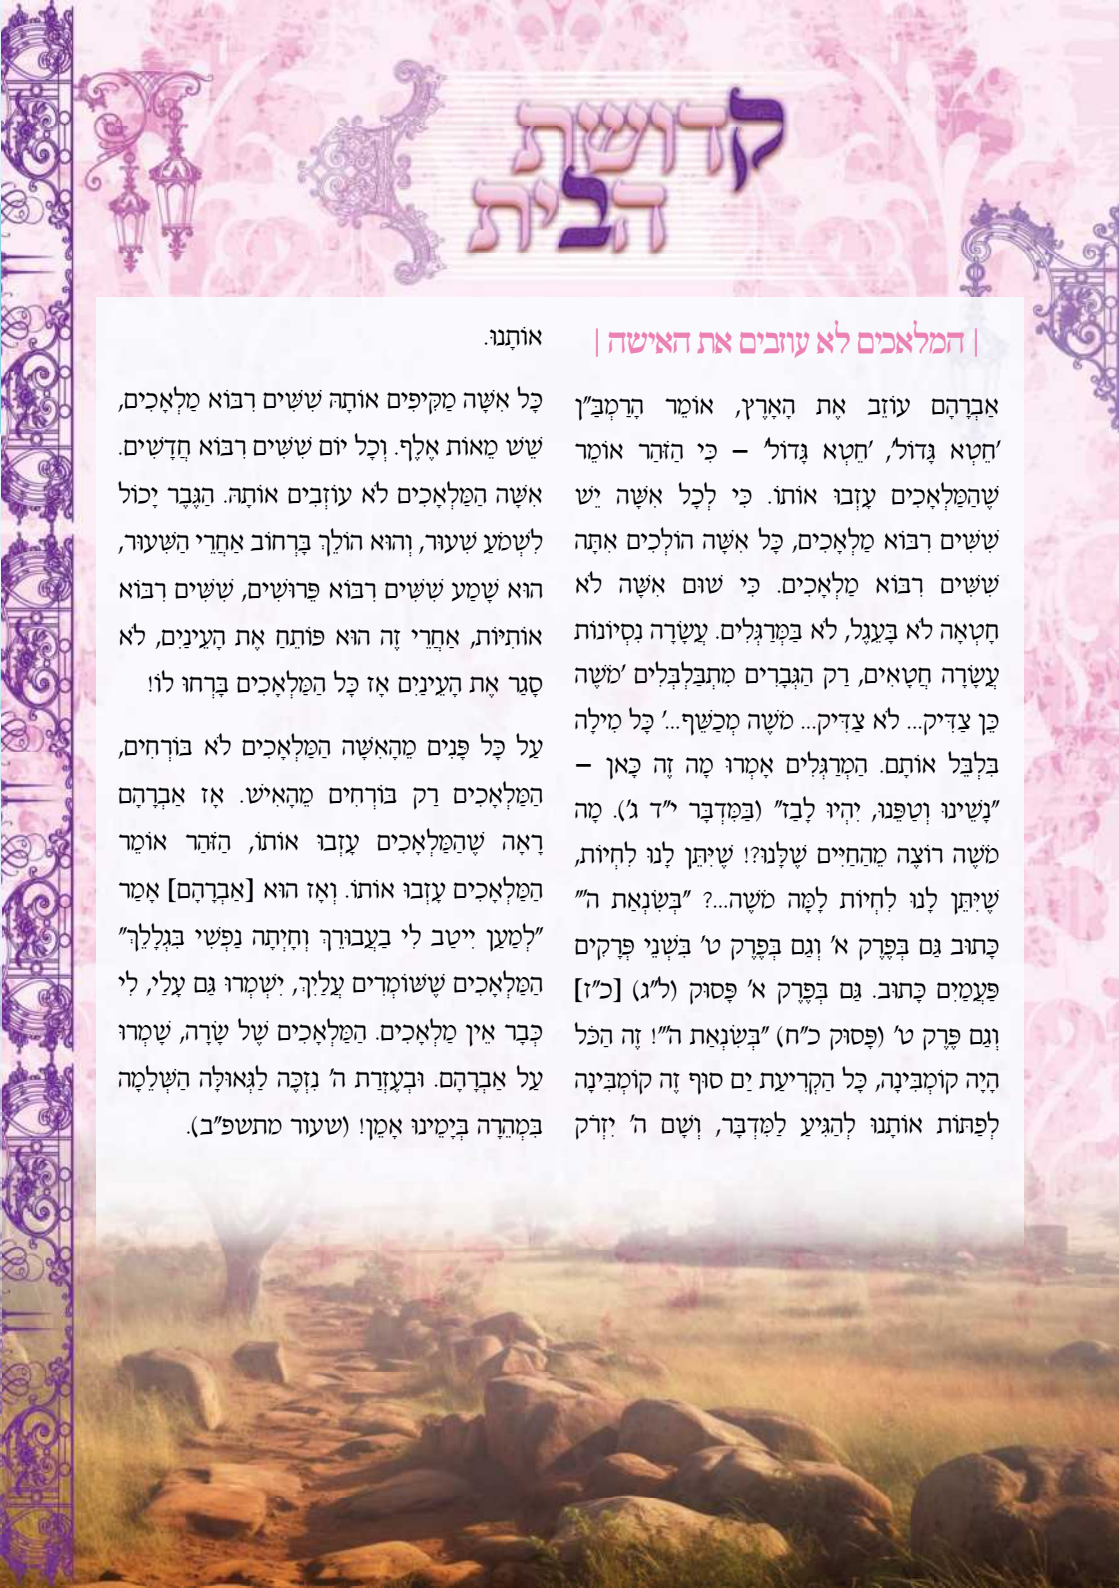 קדושת
הבית
| המלאכים לא עוזבים את האישה |
אַבְרָהָם עוֹזֵב אֶת הָאָרֶץ, אוֹמֵר הָרַמְבַּ"ן
'חֵטְא גָּדוֹל', 'חֵטְא גָּדוֹל' – כִּי הַזֹּהַר אוֹמֵר
שֶׁהַמַּלְאָכִים עָזְבוּ אוֹתוֹ. כִּי לְכָל אִשָּׁה יֵשׁ
שִׁשִּׁים רִבּוֹא מַלְאָכִים, כָּל אִשָּׁה הוֹלְכִים אִתָּהּ
שִׁשִּׁים רִבּוֹא מַלְאָכִים. כִּי שׁוּם אִשָּׁה לֹא
חָטְאָה לֹא בָּעֵגֶל, לֹא בַּמְּרַגְּלִים. עֲשָׂרָה נִסְיוֹנוֹת
עֲשָׂרָה חֲטָאִים, רַק הַגְּבָרִים מִתְבַּלְבְּלִים 'מֹשֶׁה
כֵּן צַדִּיק... לֹא צַדִּיק... מֹשֶׁה מְכַשֵּׁף...' כָּל מִילָה
בִּלְבֵּל אוֹתָם. הַמְרַגְּלִים אָמְרוּ מָה זֶה כָּאן –
"נָשֵׁינוּ וְטַפֵּנוּ, יִהְיוּ לָבַז" (בַּמִּדְבָּר י"ד ג'). מָה
מֹשֶׁה רוֹצֶה מֵהַחַיִּים שֶׁלָּנוּ?! שֶׁיִּתֵּן לָנוּ לִחְיוֹת,
שֶׁיִּתֵּן לָנוּ לִחְיוֹת לָמָּה מֹשֶׁה...? "בְּשִׂנְאַת ה'"
כָּתוּב גַּם בְּפֶרֶק א' וְגַם בְּפֶרֶק ט' בִּשְׁנֵי פְּרָקִים
פַּעֲמַיִם כָּתוּב. גַּם בְּפֶרֶק א' פָּסוּק (ל"ג) [כ"ז]
וְגַם פֶּרֶק ט' (פָּסוּק כ"ח) "בְּשִׂנְאַת ה'"! זֶה הַכֹּל
הָיָה קוֹמְבִּינָה, כָּל הַקְּרִיעַת יַם סוּף זֶה קוֹמְבִּינָה
לְפַתּוֹת אוֹתָנוּ לְהַגִּיעַ לַמִּדְבָּר, וְשָׁם ה' יִזְרֹק
אוֹתָנוּ.
כָּל אִשָּׁה מַקִּיפִים אוֹתָהּ שִׁשִּׁים רִבּוֹא מַלְאָכִים,
שֵׁשׁ מֵאוֹת אֶלֶף. וְכָל יוֹם שִׁשִּׁים רִבּוֹא חֲדָשִׁים.
אִשָּׁה הַמַּלְאָכִים לֹא עוֹזְבִים אוֹתָהּ. הַגֶּבֶר יָכוֹל
לִשְׁמֹעַ שִׁעוּר, וְהוּא הוֹלֵךְ בָּרְחוֹב אַחֲרֵי הַשִּׁעוּר,
הוּא שָׁמַע שִׁשִּׁים רִבּוֹא פֵּרוּשִׁים, שִׁשִּׁים רִבּוֹא
אוֹתִיּוֹת, אַחֲרֵי זֶה הוּא פּוֹתֵחַ אֶת הָעֵינַיִם, לֹא
סָגַר אֶת הָעֵינַיִם אָז כָּל הַמַּלְאָכִים בָּרְחוּ לוֹ!
עַל כָּל פָּנִים מֵהָאִשָּׁה הַמַּלְאָכִים לֹא בּוֹרְחִים,
הַמַּלְאָכִים רַק בּוֹרְחִים מֵהָאִישׁ. אָז אַבְרָהָם
רָאָה שֶׁהַמַּלְאָכִים עָזְבוּ אוֹתוֹ, הַזֹּהַר אוֹמֵר
הַמַּלְאָכִים עָזְבוּ אוֹתוֹ. וְאָז הוּא [אַבְרָהָם] אָמַר
"לְמַעַן יִיטַב לִי בַעֲבוּרֵךְ וְחָיְתָה נַפְשִׁי בִּגְלָלֵךְ"
הַמַּלְאָכִים שֶׁשּׁוֹמְרִים עָלַיִךְ, יִשְׁמְרוּ גַּם עָלַי, לִי
כְּבָר אֵין מַלְאָכִים. הַמַּלְאָכִים שֶׁל שָׂרָה, שָׁמְרוּ
עַל אַבְרָהָם. וּבְעֶזְרַת ה' נִזְכֶּה לַגְּאוּלָּה הַשְּׁלֵמָה
בִּמְהֵרָה בְּיָמֵינוּ אָמֵן! (שעור מתשפ"ב).